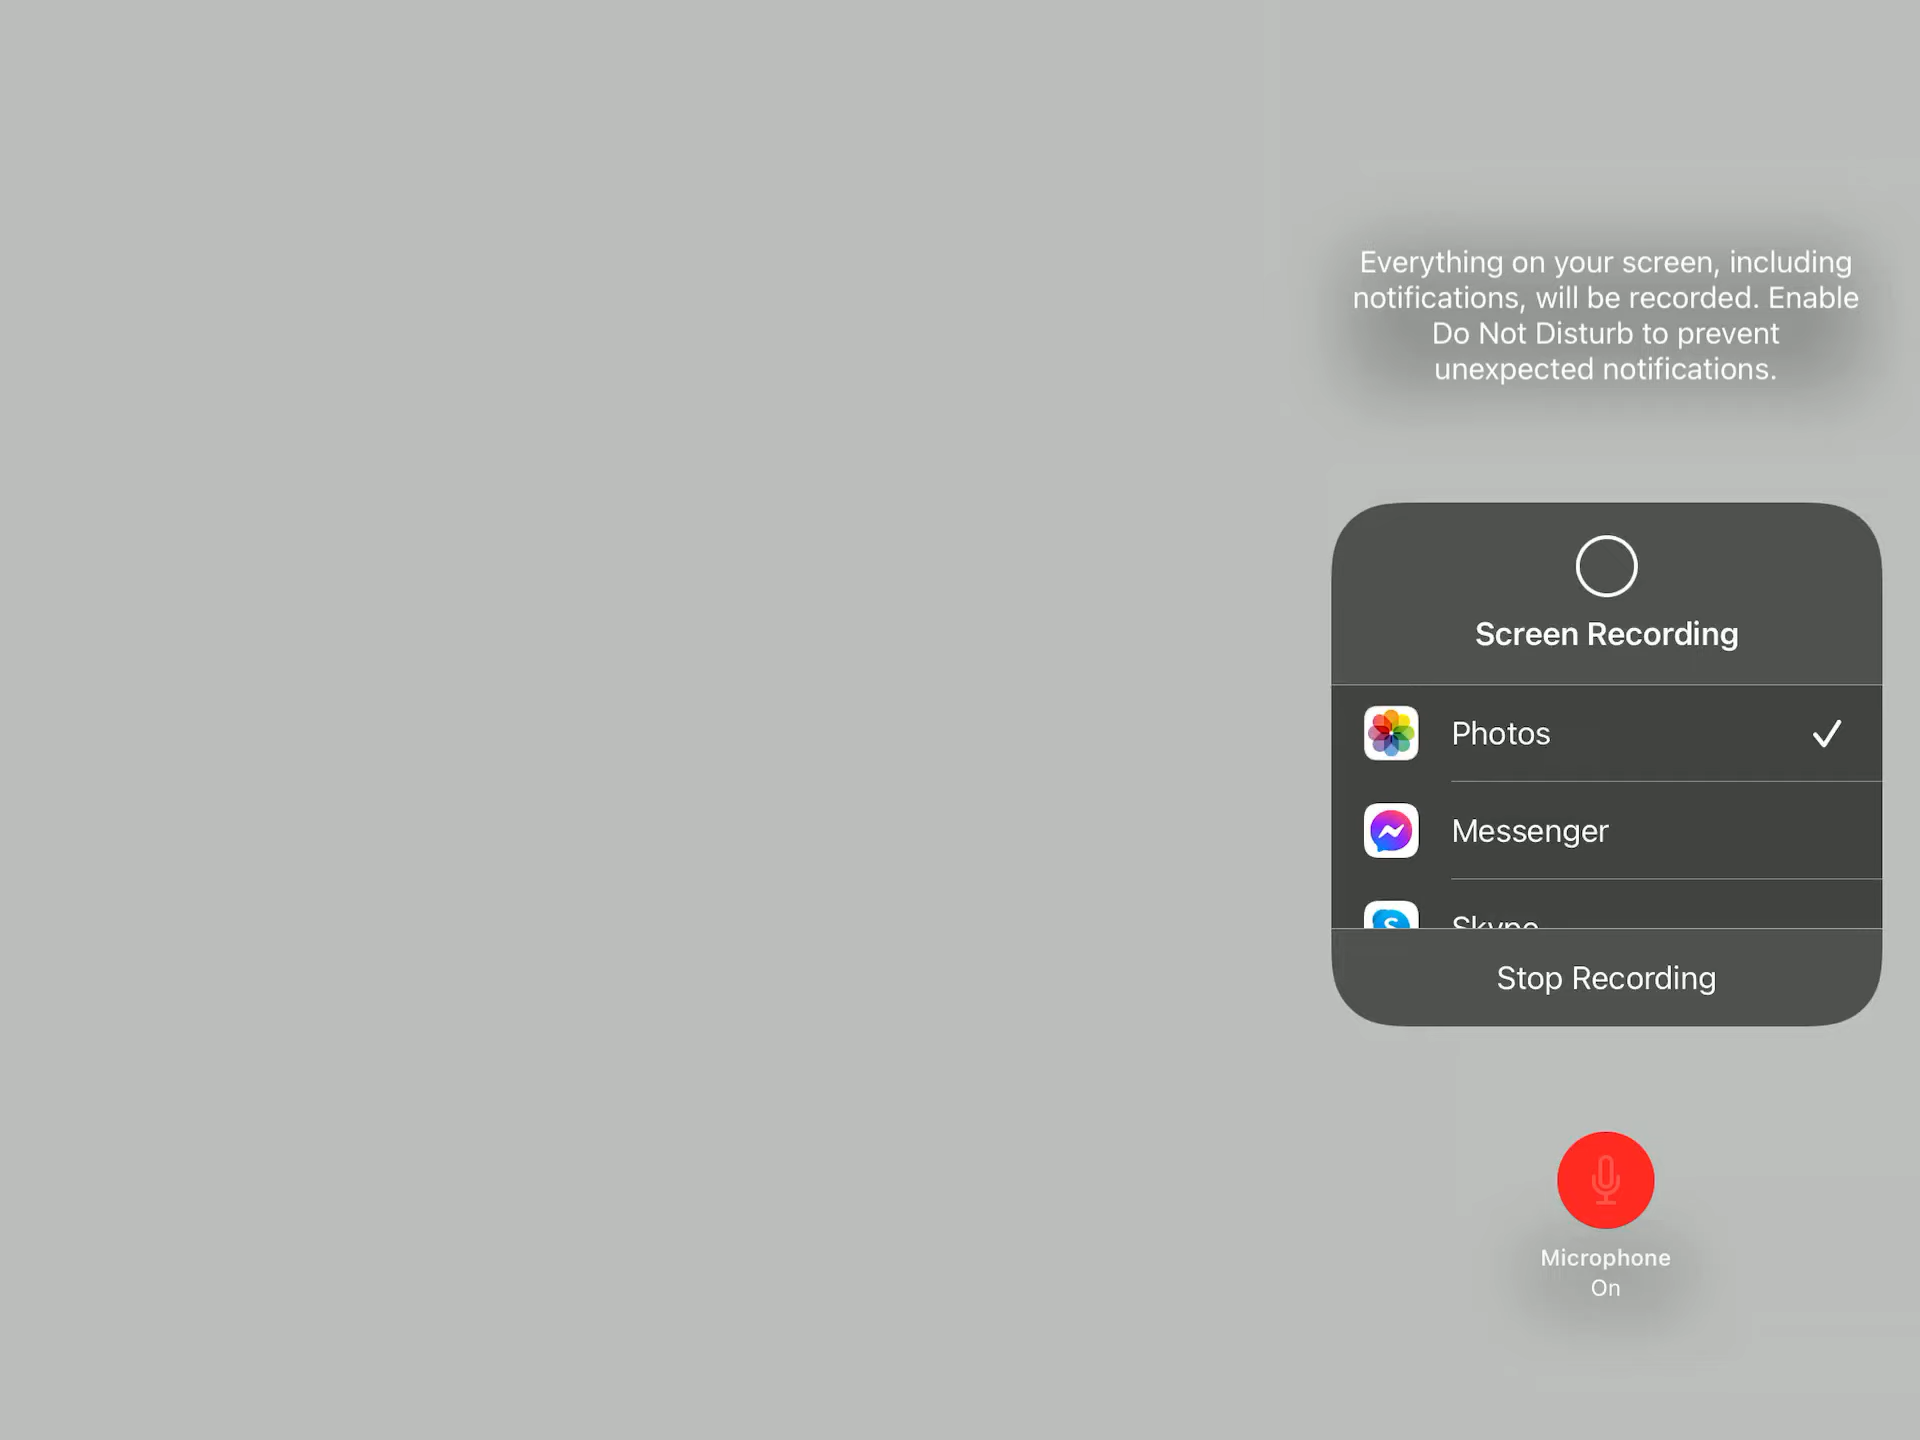 Everything on your screen, including
notifications, will be recorded. Enable
Do Not Disturb to prevent
unexpected notifications.
Screen Recording
Photos
Messenger
Skype
Stop Recording
Microphone
On